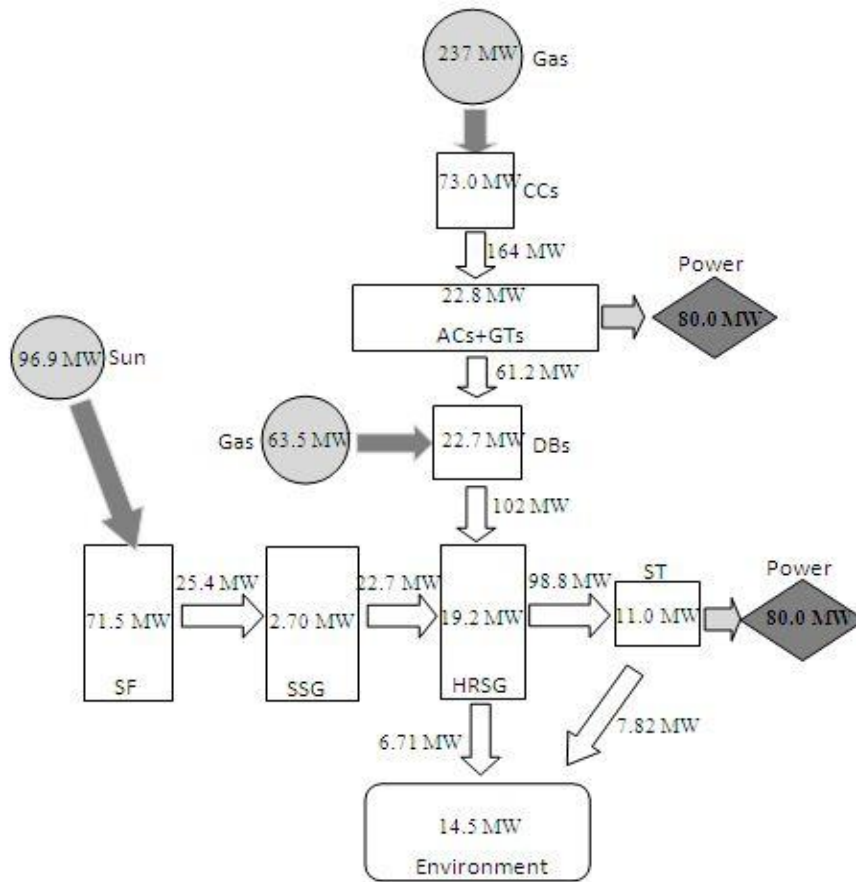 237 MW
Gas
73.0 MW
CCs
164 MW
Power
22.8 MW
ACs+GTs
80.0 MW
96.9 MW
Sun
61.2 MW
Gas
63.5 MW
22.7 MW
DBs
102 MW
25.4 MW
22.7 MW
98.8 MW
ST
Power
71.5 MW
2.70 MW
19.2 MW
11.0 MW
80.0 MW
SF
SSG
HRSG
6.71 MW
7.82 MW
14.5 MW
Environment